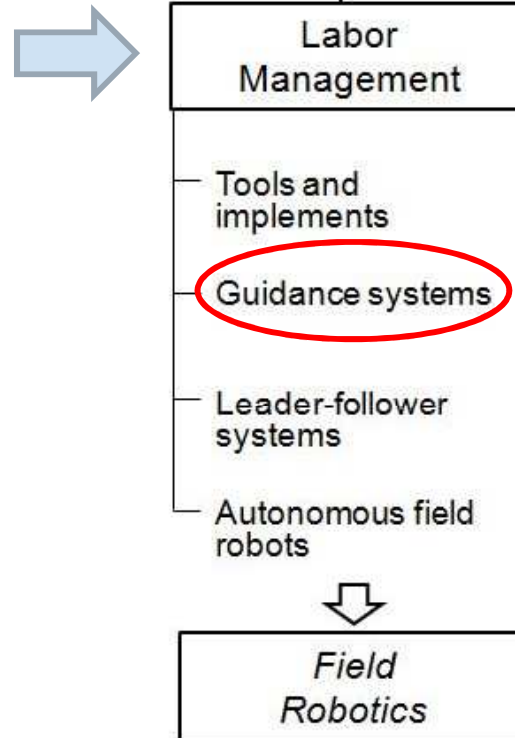 Labor
Management
Tools and
implements
Guidance systems
Leader-follower
systems
Autonomous field
robots
Field
Robotics